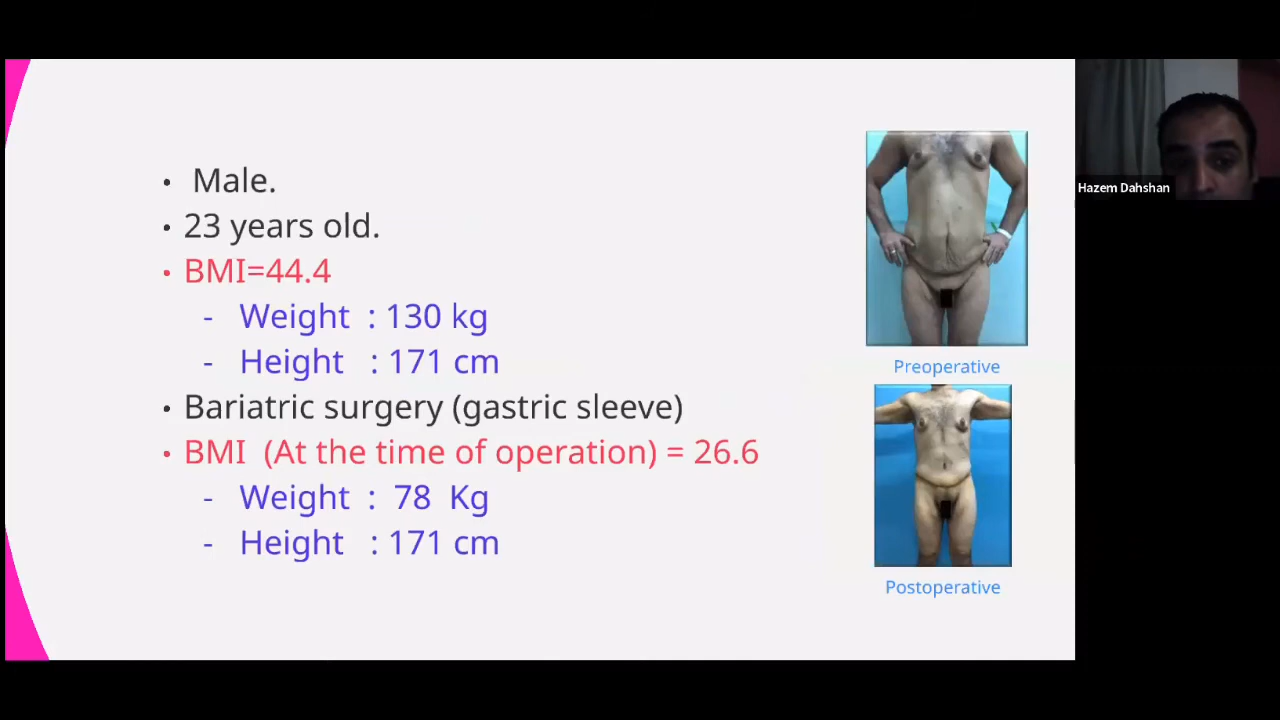 • Male.
• 23 years old.
• BMI=44.4
- Weight : 130 kg
- Height : 171 cm
• Bariatric surgery (gastric sleeve)
• BMI (At the time of operation) = 26.6
- Weight : 78 Kg
- Height : 171 cm
Preoperative
Postoperative
Hazem Dahshan